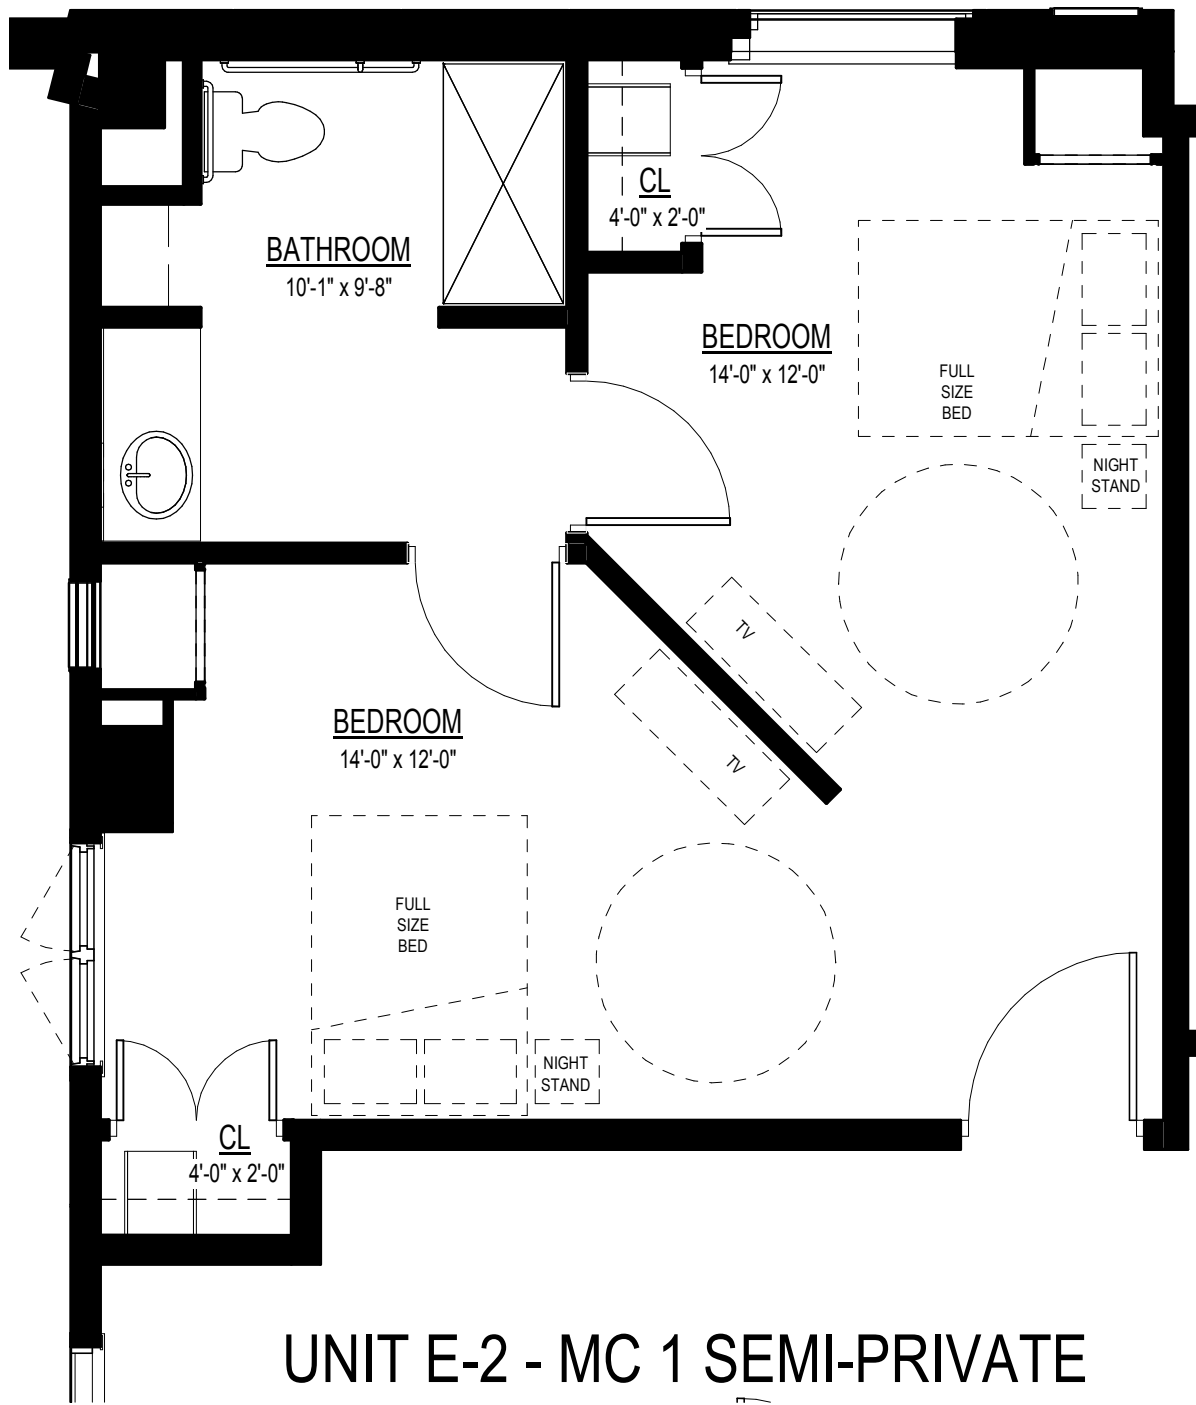 CL
4'-0" x 2'-0"
BATHROOM
10'-1" x 9'-8"
BEDROOM
14'-0" x 12'-0"
FULL
SIZE
BED
NIGHT
STAND
TV
TV
BEDROOM
14'-0" x 12'-0"
FULL
SIZE
BED
NIGHT
STAND
CL
4'-0" x 2'-0"
UNIT E-2 - MC 1 SEMI-PRIVATE